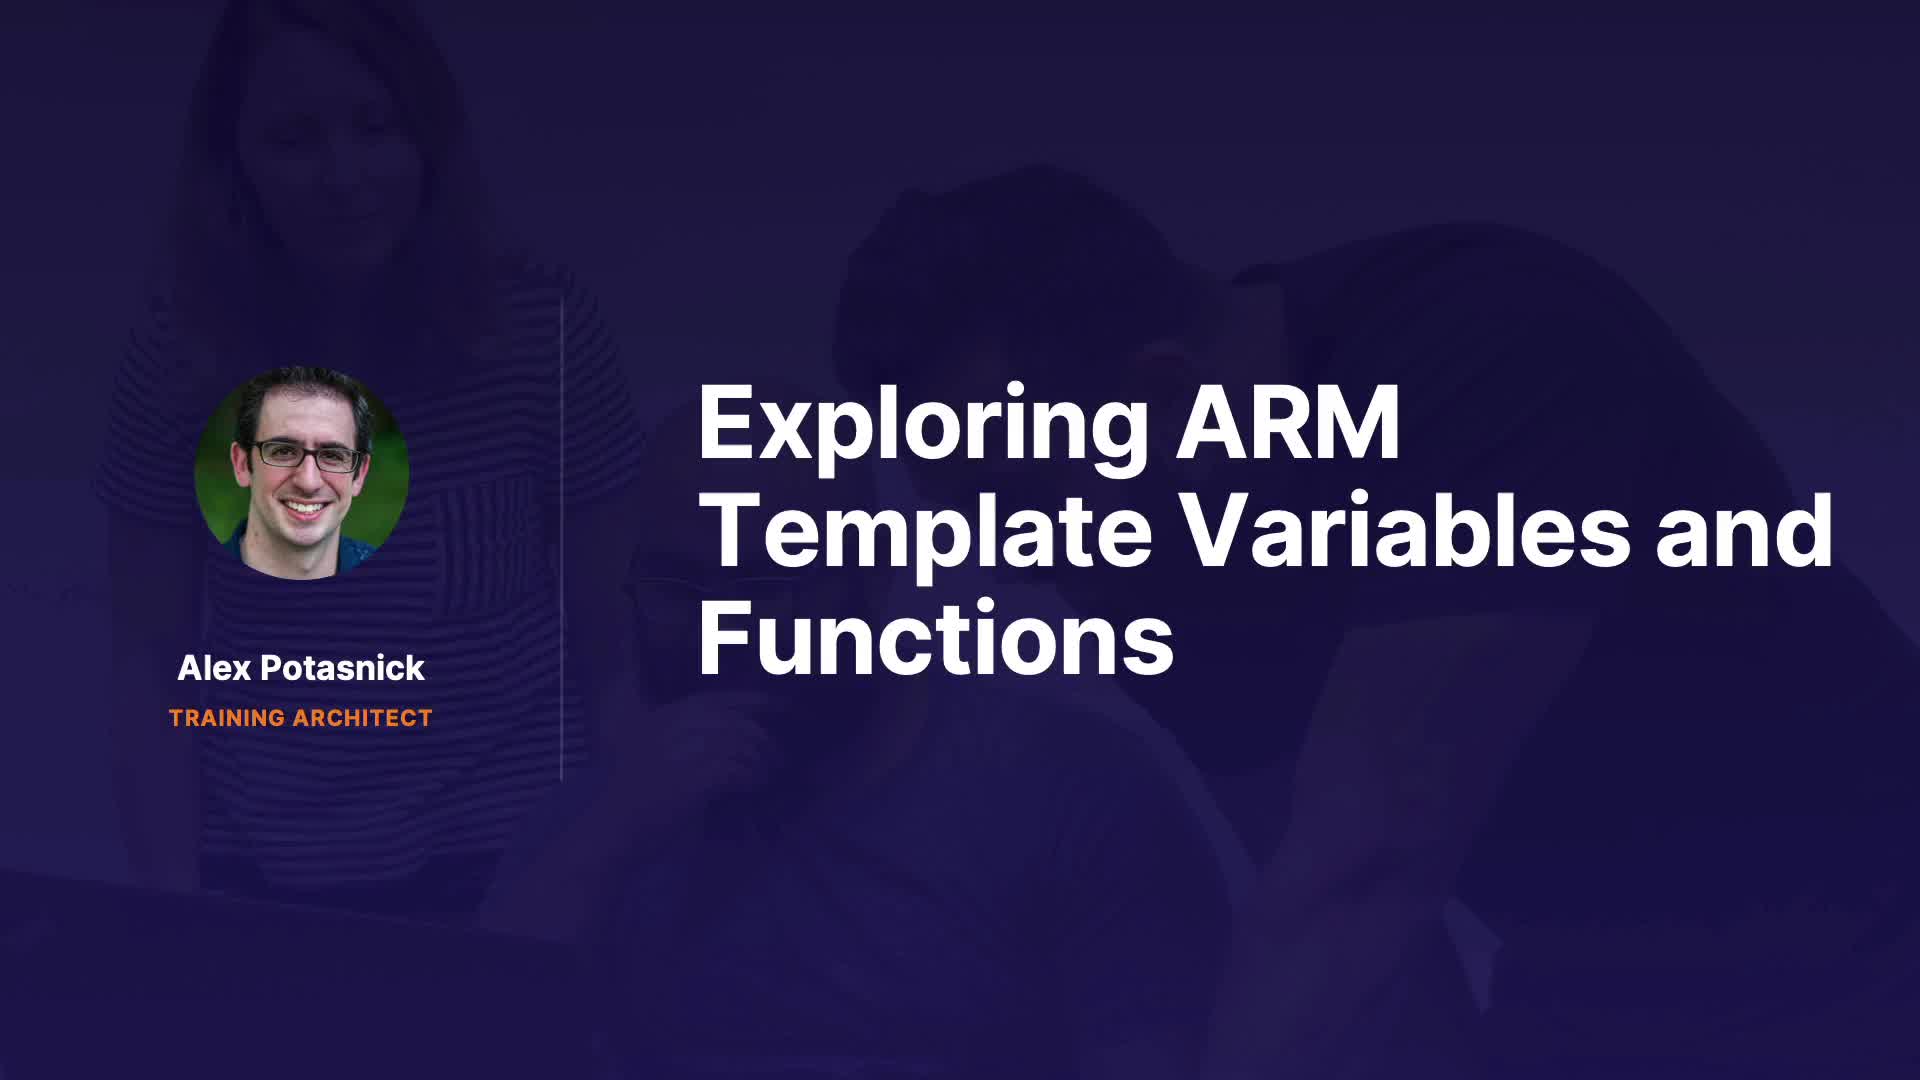 Alex Potasnick
TRAINING ARCHITECT
Exploring ARM
Template Variables and
Functions